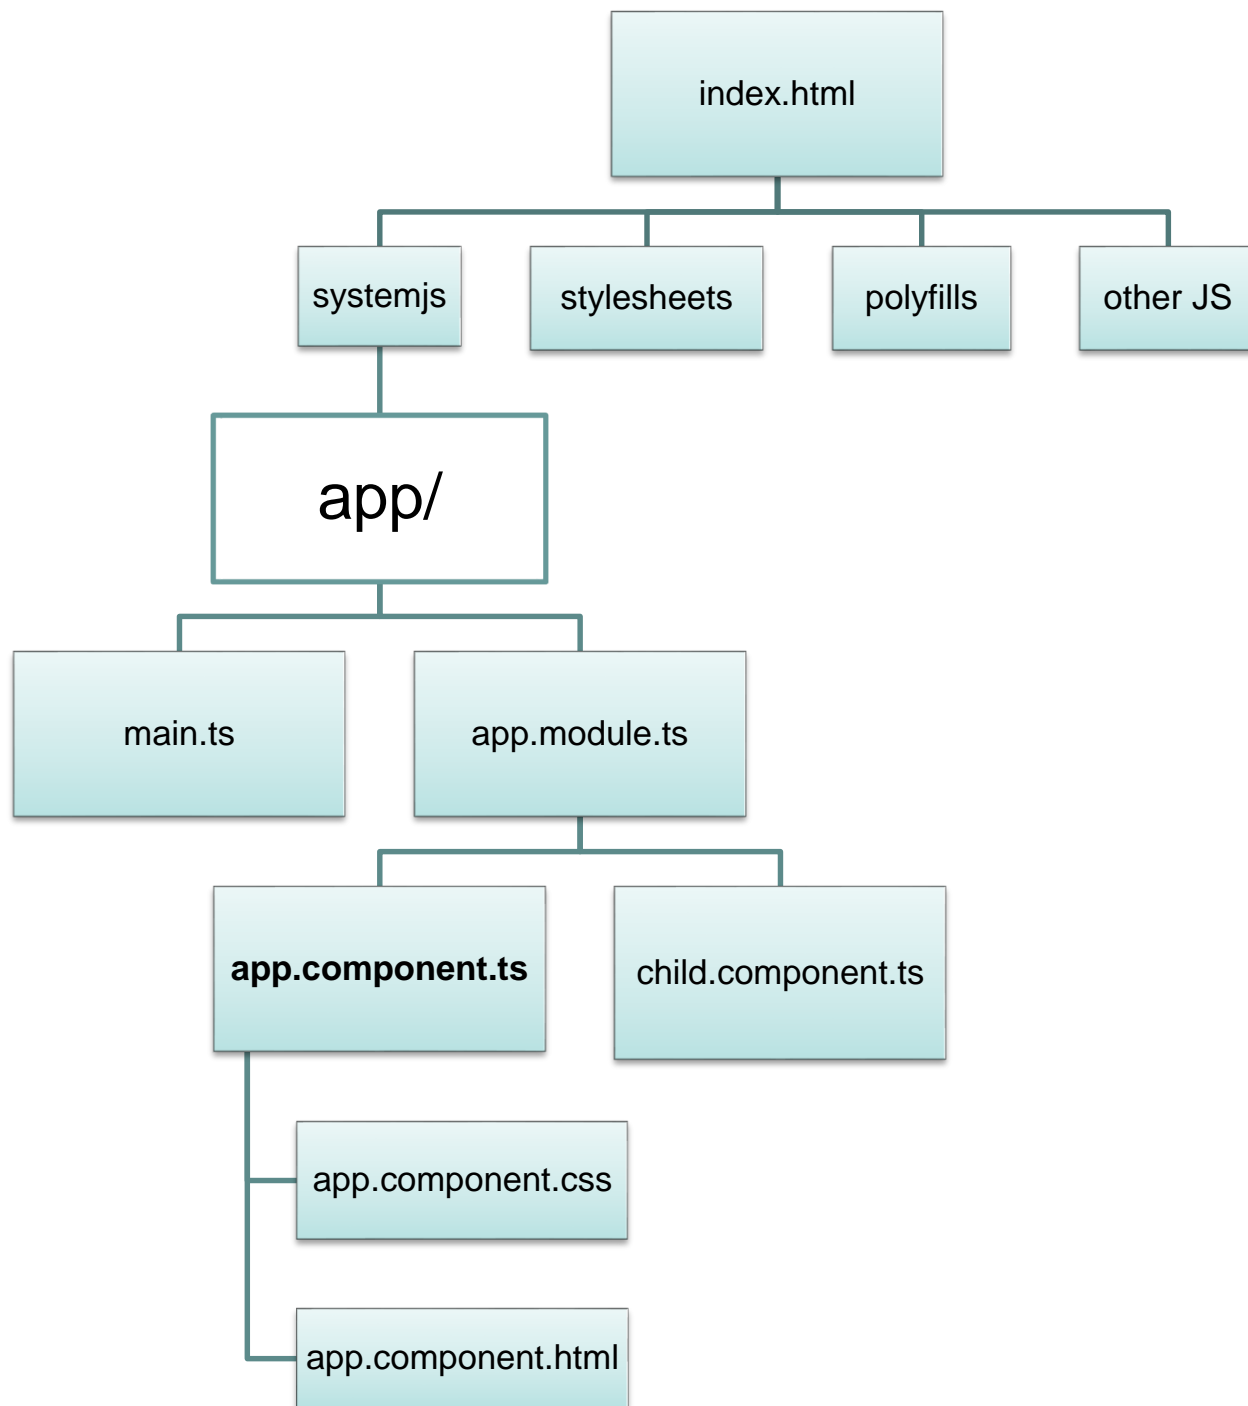 index.html
systemjs
stylesheets
polyfills
other JS
app/
main.ts
app.module.ts
app.component.ts
child.component.ts
app.component.css
app.component.html